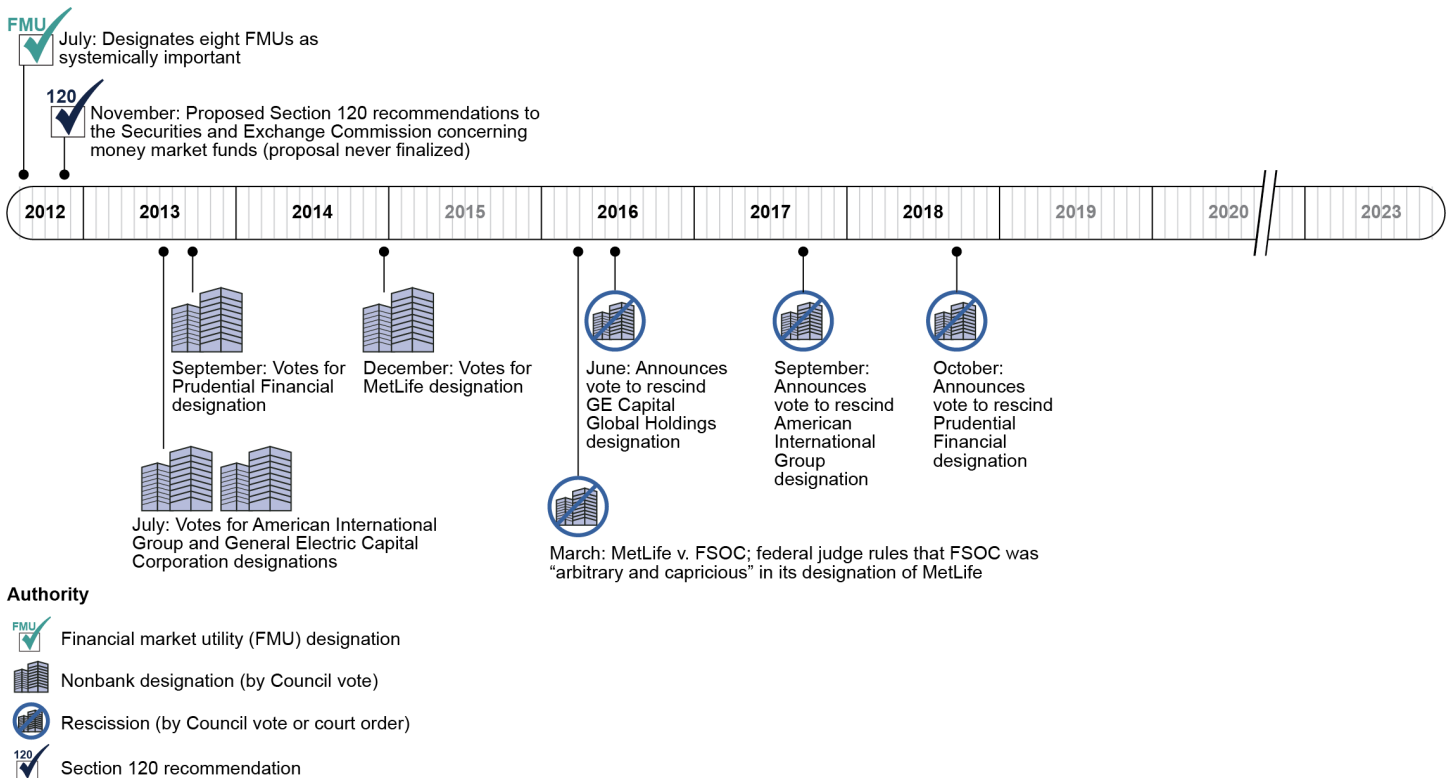 FMU
July: Designates eight FMUs as
systemically important
120
November: Proposed Section 120 recommendations to
the Securities and Exchange Commission concerning
money market funds (proposal never finalized)
2012 2013 2014 2015 2016 2017 2018 2019 2020 2023
September: Votes for
Prudential Financial
designation
December: Votes for
MetLife designation
June: Announces
vote to rescind
GE Capital
Global Holdings
designation
September:
Announces
vote to rescind
American
International
Group
designation
October:
Announces
vote to rescind
Prudential
Financial
designation
July: Votes for American International
Group and General Electric Capital
Corporation designations
March: MetLife v. FSOC; federal judge rules that FSOC was
“arbitrary and capricious” in its designation of MetLife
Authority
FMU
Financial market utility (FMU) designation
Nonbank designation (by Council vote)
Rescission (by Council vote or court order)
120
Section 120 recommendation